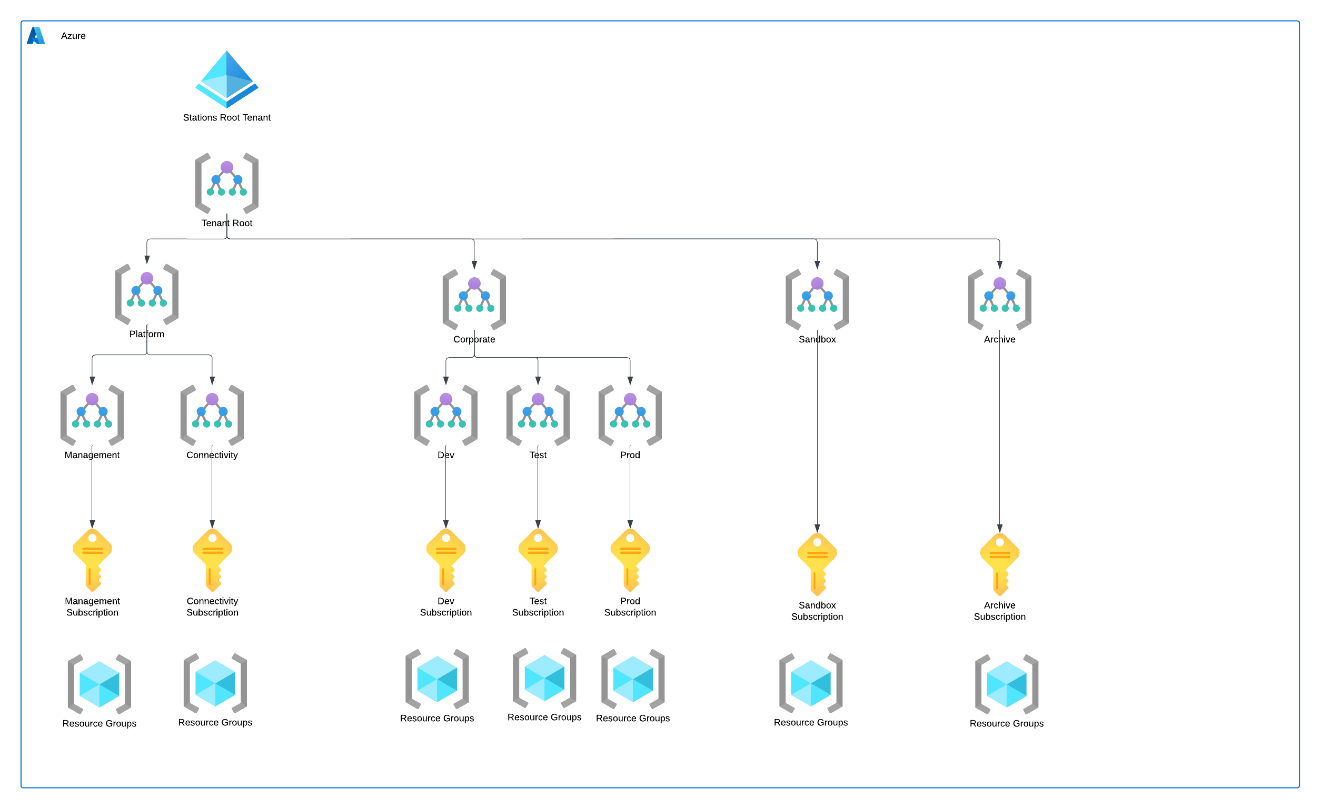 Azure
Stations Root Tenant
Tenant Root
Platform
Corporate
Sandbox
Archive
Management
Connectivity
Dev
Test
Prod
Management
Subscription
Connectivity
Subscription
Dev
Subscription
Test
Subscription
Prod
Subscription
Sandbox
Subscription
Archive
Subscription
Resource Groups
Resource Groups
Resource Groups
Resource Groups
Resource Groups
Resource Groups
Resource Groups